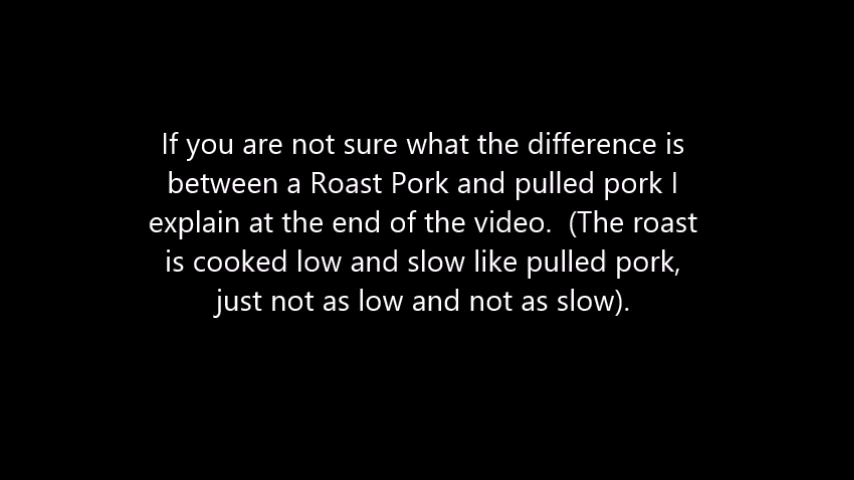 If you are not sure what the difference is
between a Roast Pork and pulled pork I
explain at the end of the video.  (The roast
is cooked low and slow like pulled pork,
just not as low and not as slow).